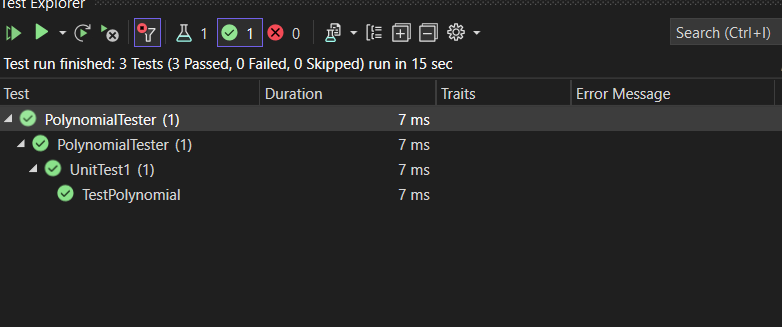 Test Explorer
1 1 0 Search (Ctrl+I)
Test run finished: 3 Tests (3 Passed, 0 Failed, 0 Skipped) run in 15 sec
Test Duration Traits Error Message
PolynomialTester (1) 7 ms
PolynomialTester (1) 7 ms
UnitTest1 (1) 7 ms
TestPolynomial 7 ms